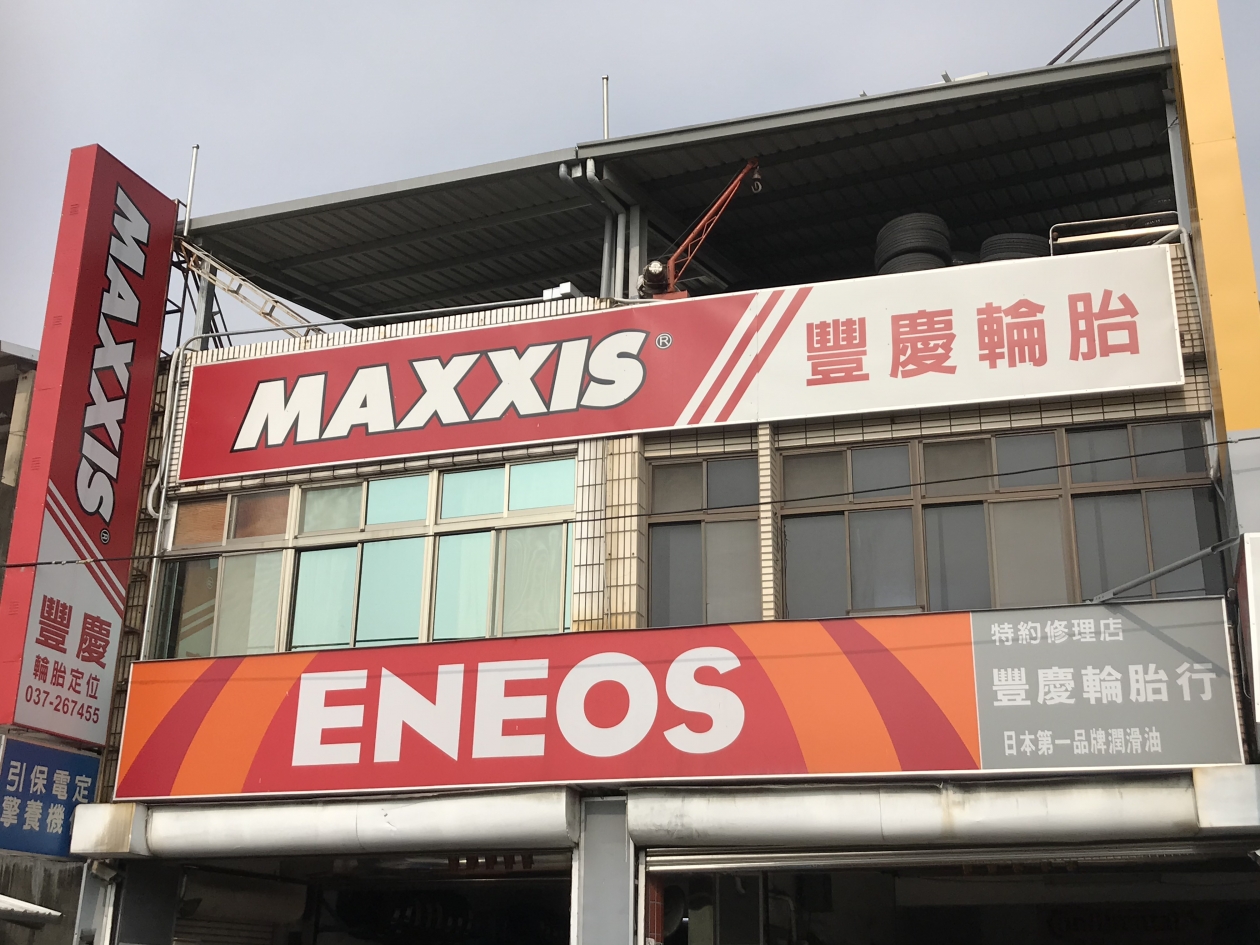 MAXXIS®
豐慶
輪胎定位
037-267455
MAXXIS® 豐慶輪胎
ENEOS
特約修理店
豐慶輪胎行
日本第一品牌潤滑油
引保電定
擎養機